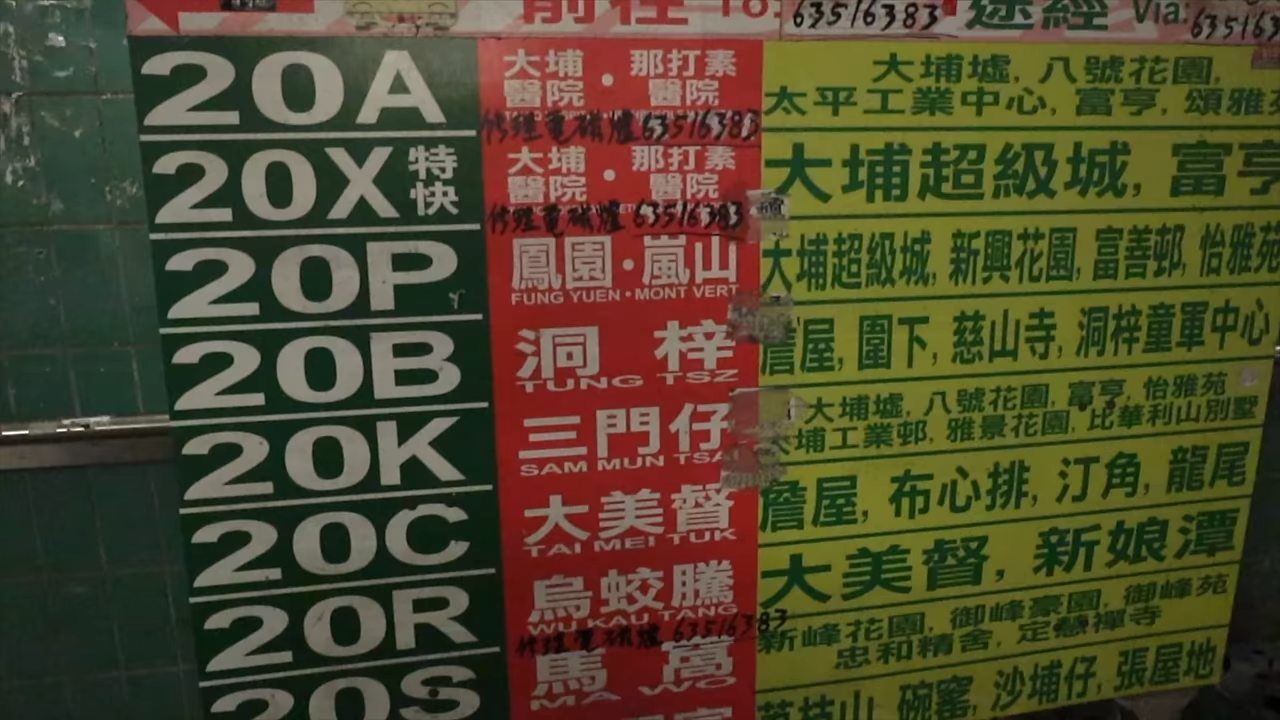 前往 To: 63516383 途經 Via: 63516383
20A 大埔醫院 · 那打素醫院 大埔墟, 八號花園,
太平工業中心, 富亨, 頌雅苑
修理電磁爐 63516383
20X 特快 大埔醫院 · 那打素醫院 大埔超級城, 富亨
修理電磁爐 63516383
20P 鳳園 · 嵐山 大埔超級城, 新興花園, 富善邨, 怡雅苑
FUNG YUEN · MONT VERT
20B 洞梓 詹屋, 圍下, 慈山寺, 洞梓童軍中心
TUNG TSZ
20K 三門仔 大埔墟, 八號花園, 富亨, 怡雅苑
SAM MUN TSAI 大埔工業邨, 雅景花園, 比華利山別墅
20C 大美督 詹屋, 布心排, 汀角, 龍尾
TAI MEI TUK
20R 烏蛟騰 大美督, 新娘潭
WU KAU TANG
修理電磁爐 63516383
20S 馬窩 新峰花園, 御峰豪園, 御峰苑
MA WO 忠和精舍, 定慧禪寺
荔枝山, 碗窰, 沙埔仔, 張屋地